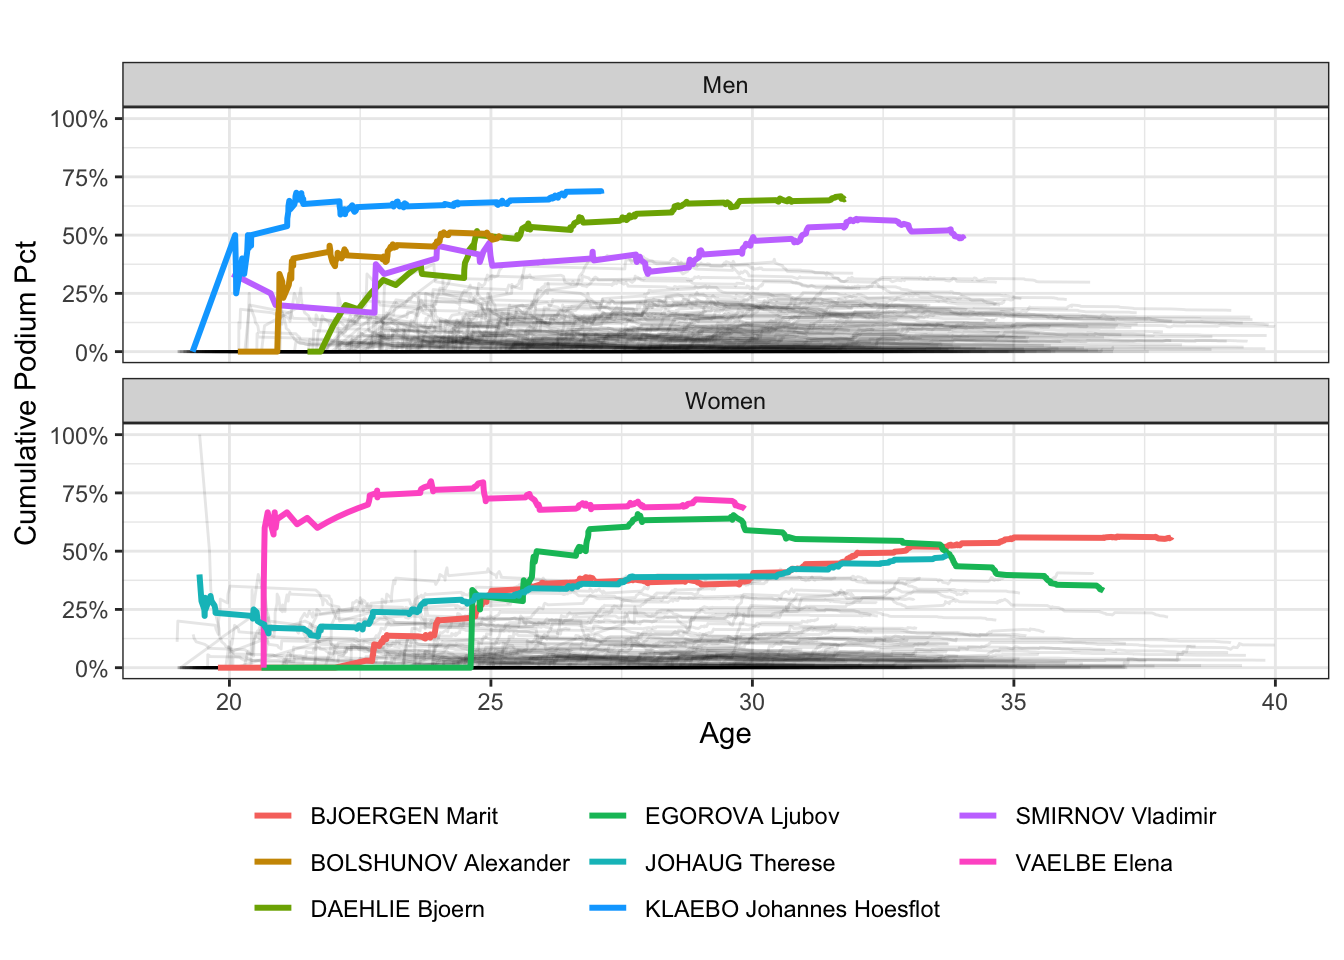 Men
100%
75%
50%
25%
0%
Women
100%
75%
50%
25%
0%
Cumulative Podium Pct
20 25 30 35 40
Age
BJOERGEN Marit EGOROVA Ljubov SMIRNOV Vladimir
BOLSHUNOV Alexander JOHAUG Therese VAELBE Elena
DAEHLIE Bjoern KLAEBO Johannes Hoesflot